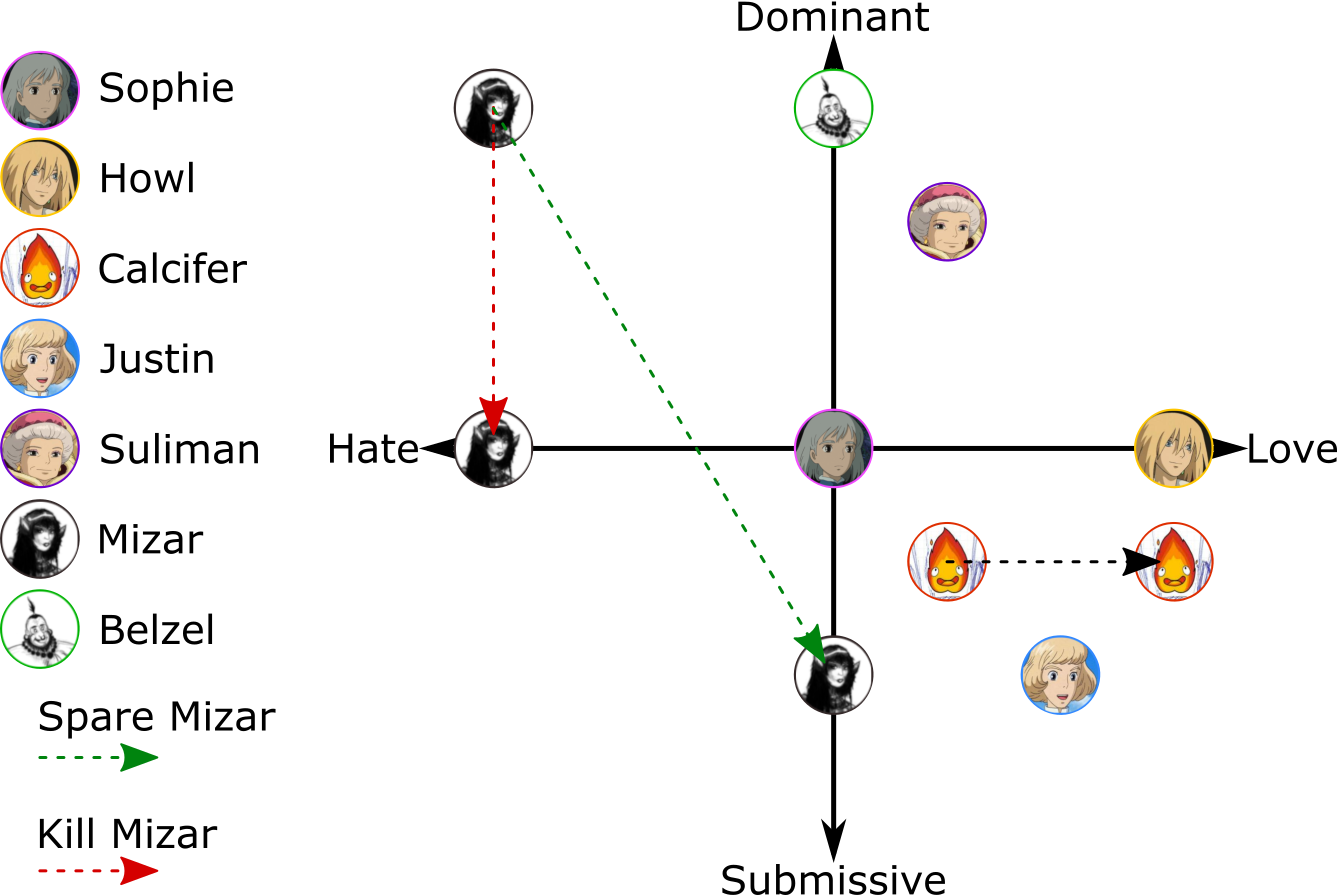 Dominant
Sophie
Howl
Calcifer
Justin
Suliman
Hate
Love
Mizar
Belzel
Spare Mizar
Kill Mizar
Submissive